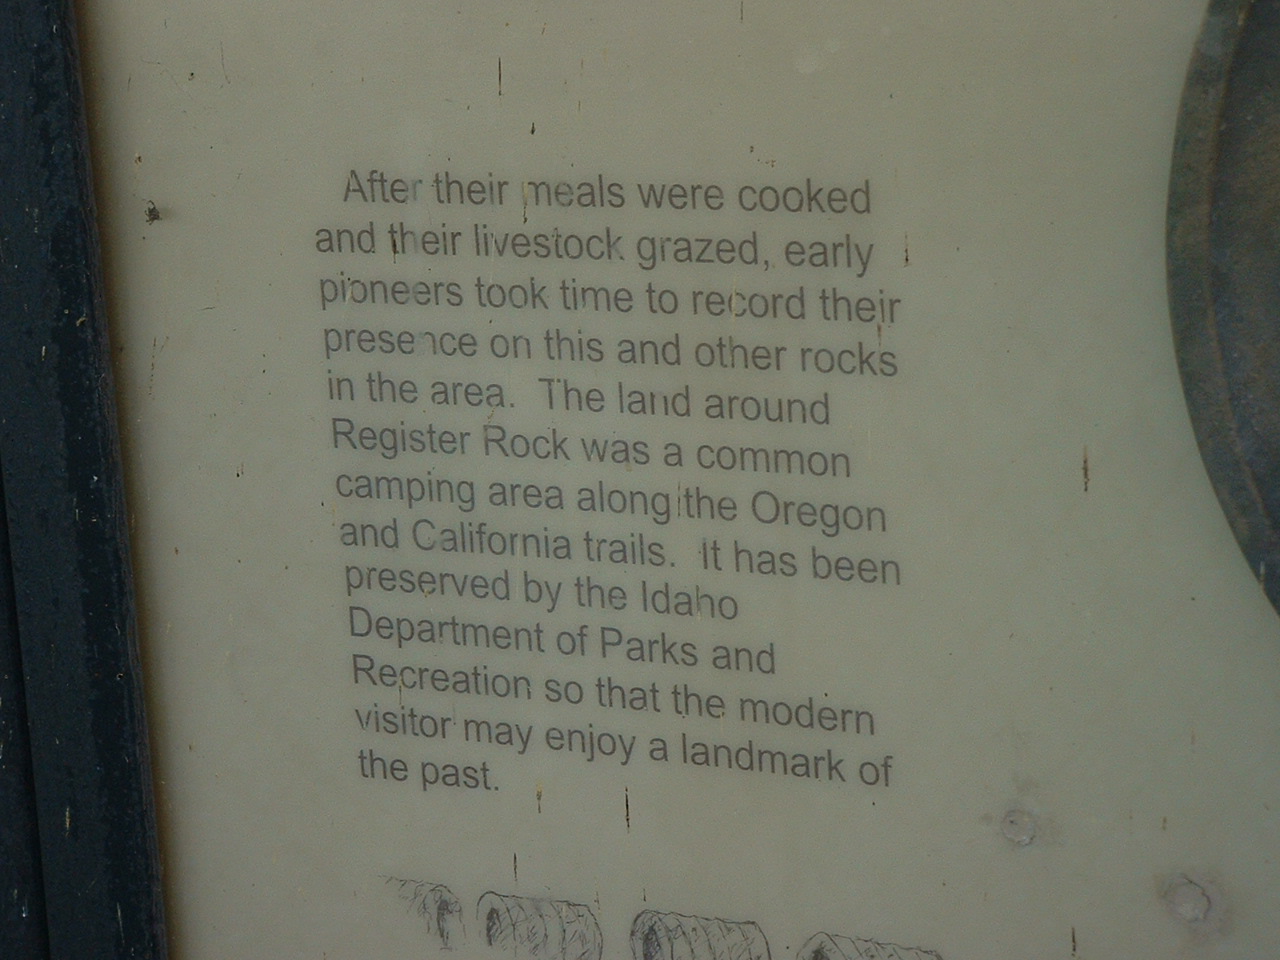 After their meals were cooked
and their livestock grazed, early
pioneers took time to record their
presence on this and other rocks
in the area. The land around
Register Rock was a common
camping area along the Oregon
and California trails. It has been
preserved by the Idaho
Department of Parks and
Recreation so that the modern
visitor may enjoy a landmark of
the past.